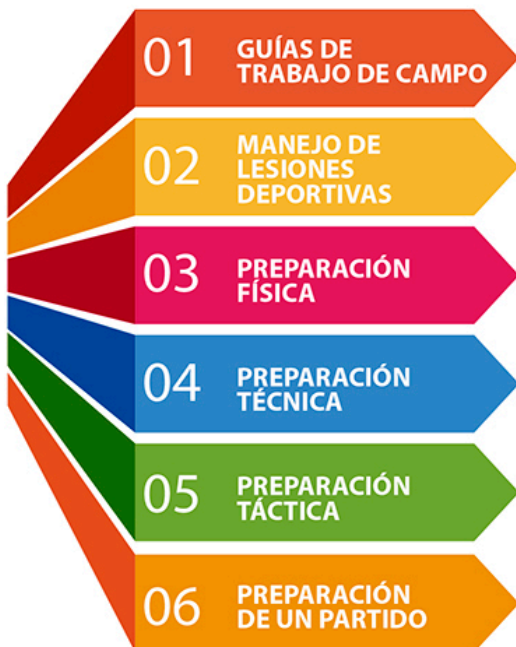 01
GUÍAS DE
TRABAJO DE CAMPO
02
MANEJO DE
LESIONES
DEPORTIVAS
03
PREPARACIÓN
FÍSICA
04
PREPARACIÓN
TÉCNICA
05
PREPARACIÓN
TÁCTICA
06
PREPARACIÓN
DE UN PARTIDO